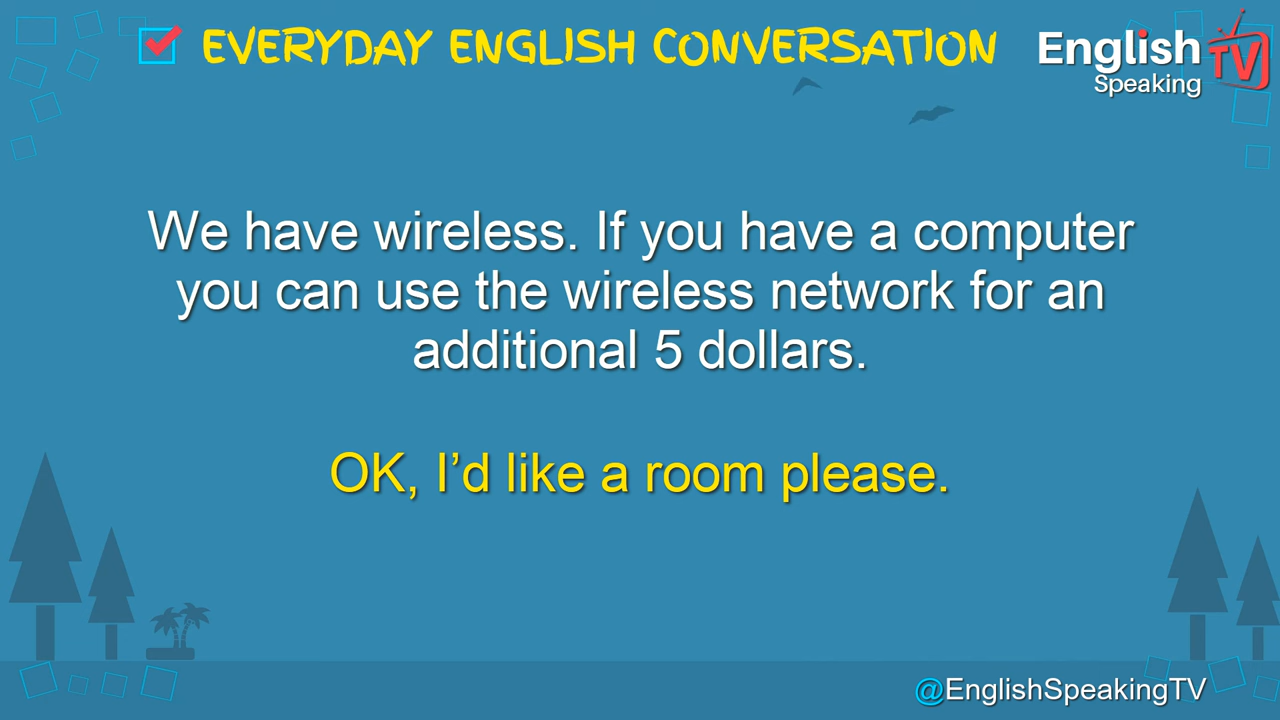 EVERYDAY ENGLISH CONVERSATION
English TV
Speaking
We have wireless. If you have a computer
you can use the wireless network for an
additional 5 dollars.
OK, I’d like a room please.
@EnglishSpeakingTV